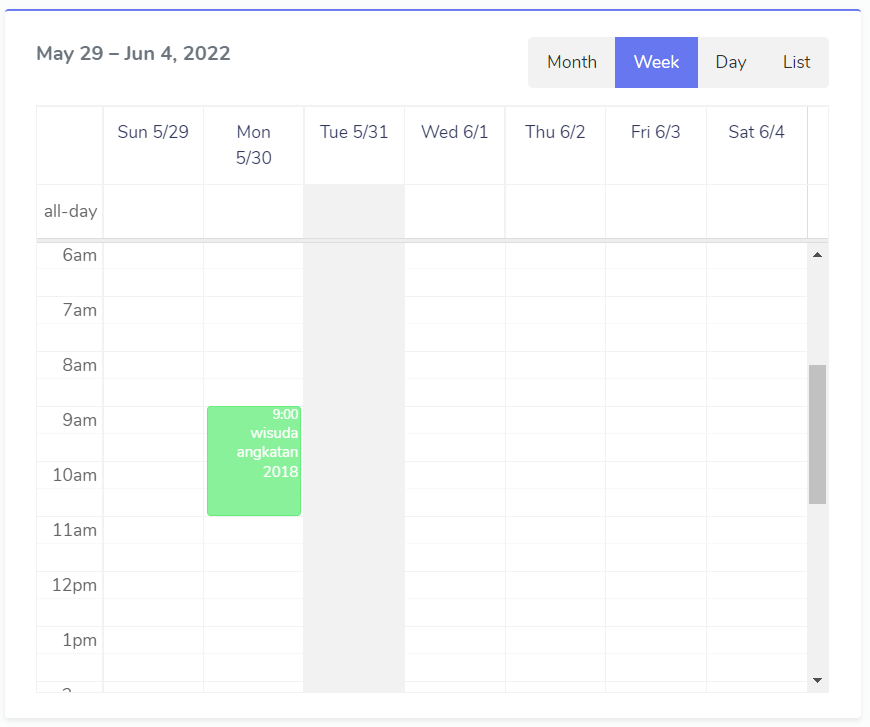 May 29 – Jun 4, 2022
Month Week Day List
Sun 5/29 Mon 5/30 Tue 5/31 Wed 6/1 Thu 6/2 Fri 6/3 Sat 6/4
all-day
6am
7am
8am
9am
9:00
wisuda
angkatan
2018
10am
11am
12pm
1pm